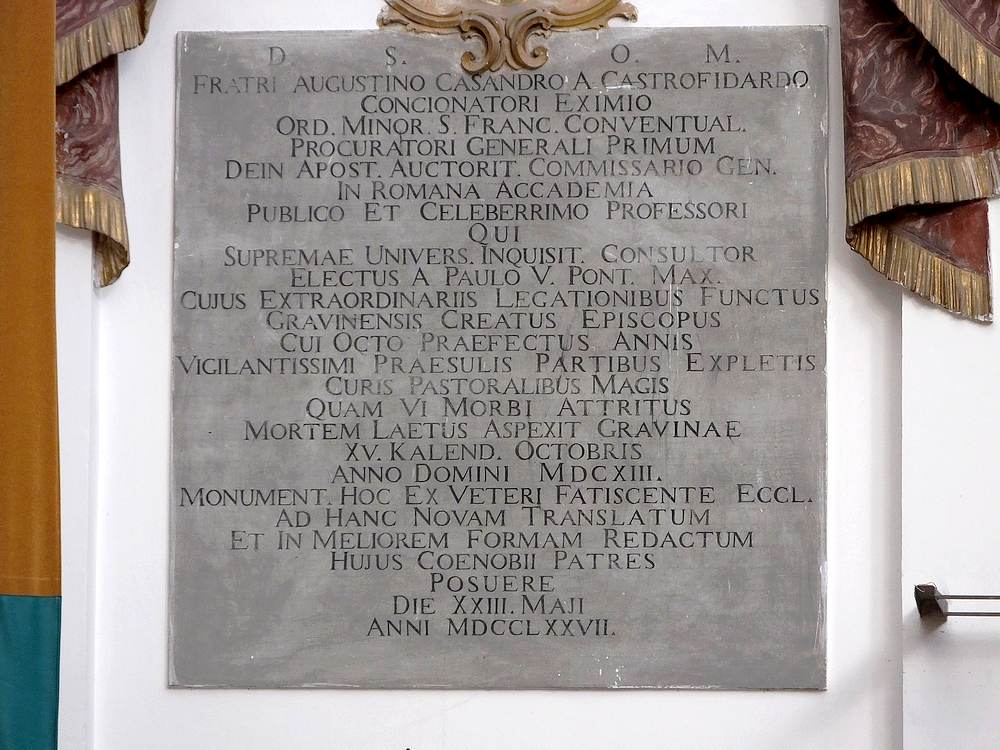 D. S. O. M.
FRATRI AUGUSTINO CASANDRO A CASTROFIDARDO
CONCIONATORI EXIMIO
ORD. MINOR. S. FRANC. CONVENTUAL.
PROCURATORI GENERALI PRIMUM
DEIN APOST. AUCTORIT. COMMISSARIO GEN.
IN ROMANA ACCADEMIA
PUBLICO ET CELEBERRIMO PROFESSORI
QUI
SUPREMAE UNIVERS. INQUISIT. CONSULTOR
ELECTUS A PAULO V. PONT. MAX.
CUIUS EXTRAORDINARIIS LEGATIONIBUS FUNCTUS
GRAVINENSIS CREATUS EPISCOPUS
CUI OCTO PRAEFECTUS ANNIS
VIGILANTISSIMI PRAESULIS PARTIBUS EXPLETIS
CURIS PASTORALIBUS MAGIS
QUAM VI MORBI ATTRITUS
MORTEM LAETUS ASPEXIT GRAVINAE
XV. KALEND. OCTOBRIS
ANNO DOMINI MDCXIII.
MONUMENT. HOC EX VETERI FATISCENTE ECCL.
AD HANC NOVAM TRANSLATUM
ET IN MELIOREM FORMAM REDACTUM
HUJUS COENOBII PATRES
POSUERE
DIE XXIII. MAJI
ANNI MDCCLXXVII.